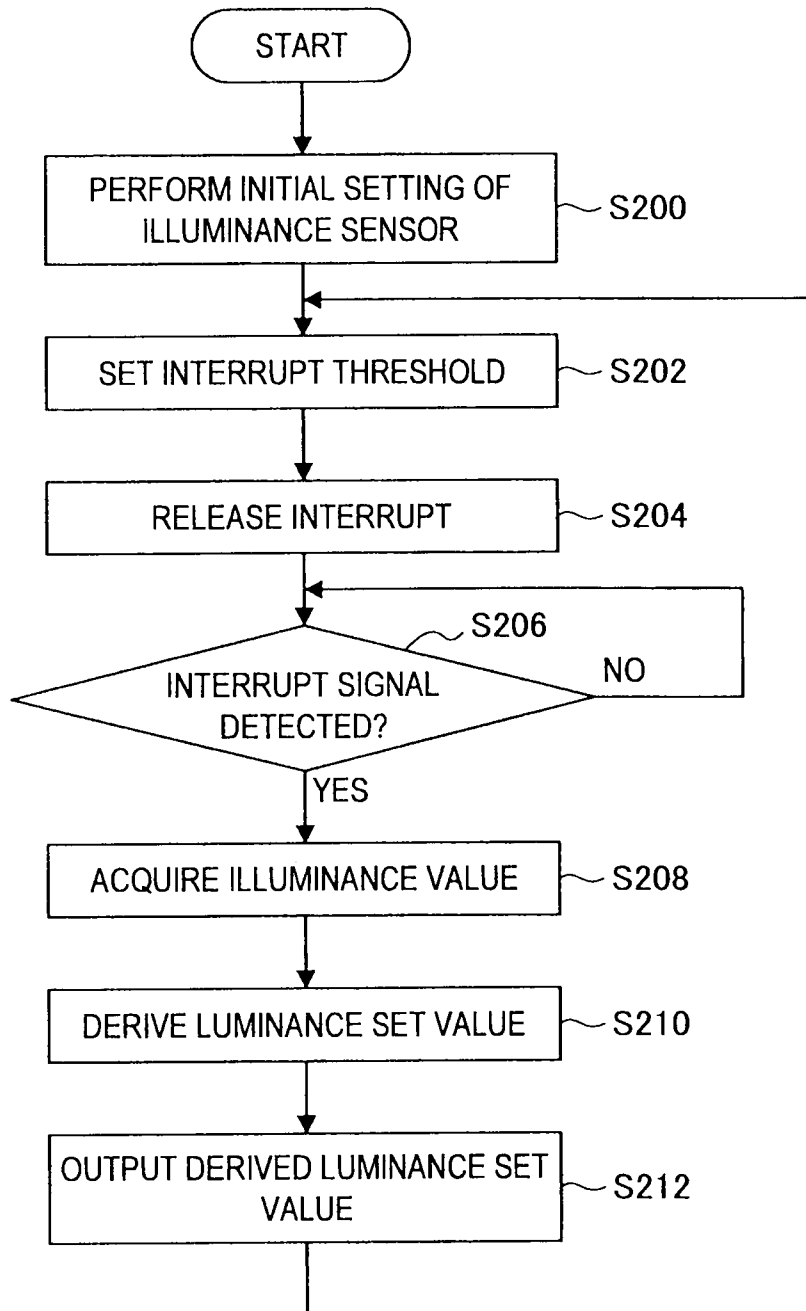 START
PERFORM INITIAL SETTING OF
ILLUMINANCE SENSOR
S200
SET INTERRUPT THRESHOLD
S202
RELEASE INTERRUPT
S204
S206
INTERRUPT SIGNAL
DETECTED?
NO
YES
ACQUIRE ILLUMINANCE VALUE
S208
DERIVE LUMINANCE SET VALUE
S210
OUTPUT DERIVED LUMINANCE SET
VALUE
S212